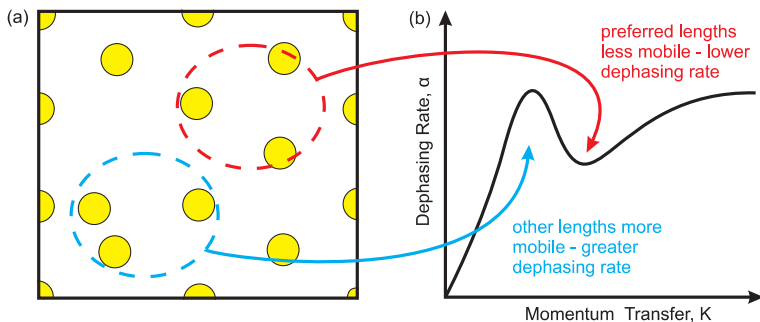 (a)
(b)
preferred lengths
less mobile - lower
dephasing rate
other lengths more
mobile - greater
dephasing rate
Dephasing Rate, α
Momentum Transfer, K